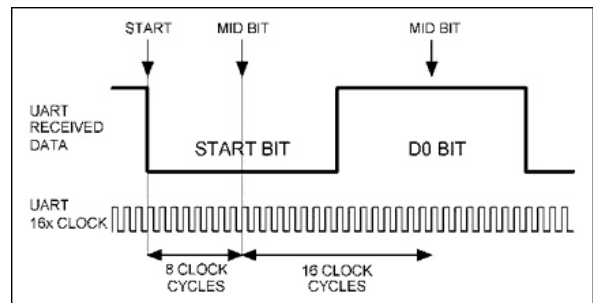 START
MID BIT
MID BIT
UART
RECEIVED
DATA
START BIT
D0 BIT
UART
16x CLOCK
8 CLOCK
CYCLES
16 CLOCK
CYCLES